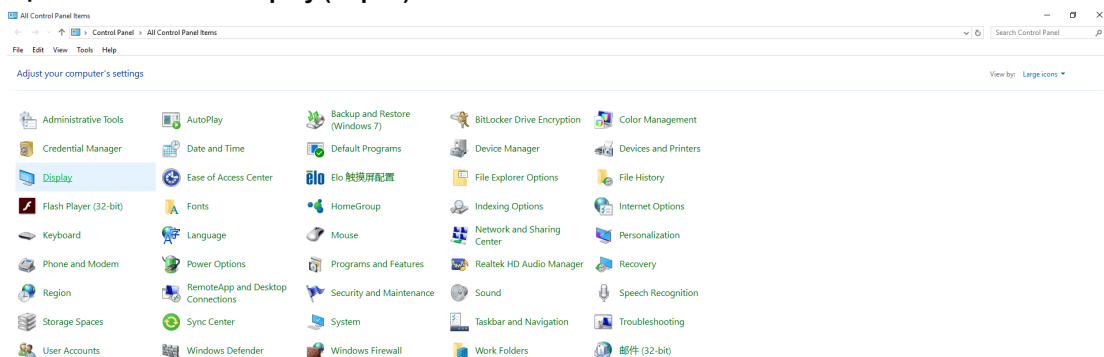 All Control Panel Items
Control Panel > All Control Panel Items
Search Control Panel
File Edit View Tools Help
Adjust your computer's settings
View by: Large icons
Administrative Tools
AutoPlay
Backup and Restore
(Windows 7)
BitLocker Drive Encryption
Color Management
Credential Manager
Date and Time
Default Programs
Device Manager
Devices and Printers
Display
Ease of Access Center
elo
Elo 触摸屏配置
File Explorer Options
File History
Flash Player (32-bit)
Fonts
HomeGroup
Indexing Options
Internet Options
Keyboard
Language
Mouse
Network and Sharing
Center
Personalization
Phone and Modem
Power Options
Programs and Features
Realtek HD Audio Manager
Recovery
Region
RemoteApp and Desktop
Connections
Security and Maintenance
Sound
Speech Recognition
Storage Spaces
Sync Center
System
Taskbar and Navigation
Troubleshooting
User Accounts
Windows Defender
Windows Firewall
Work Folders
邮件 (32-bit)